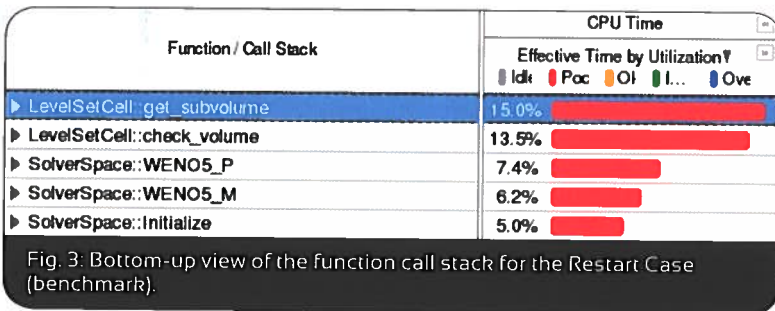 CPU Time
Function / Call Stack
Effective Time by Utilization▼
Idle Poc Ok I... Ove
LevelSetCell::get_subvolume 15.0%
LevelSetCell::check_volume 13.5%
SolverSpace::WENO5_P 7.4%
SolverSpace::WENO5_M 6.2%
SolverSpace::Initialize 5.0%
Fig. 3: Bottom-up view of the function call stack for the Restart Case
(benchmark).